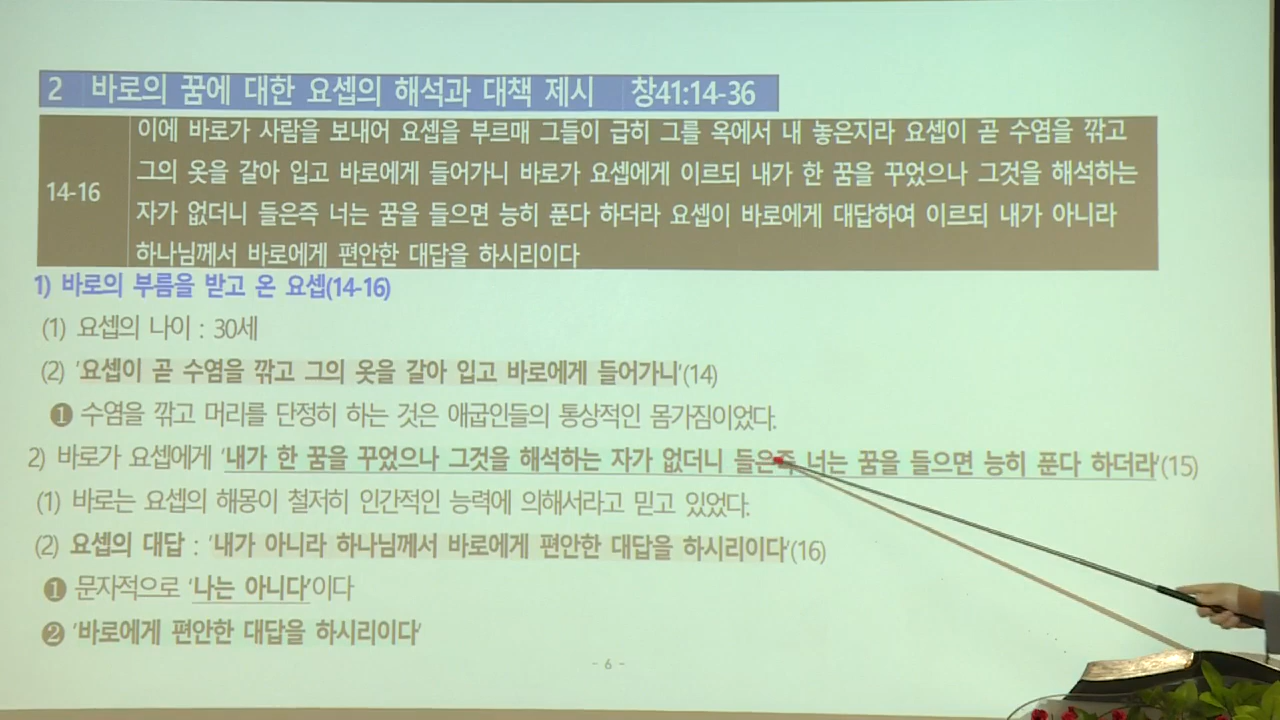 2 바로의 꿈에 대한 요셉의 해석과 대책 제시 창41:14-36
이에 바로가 사람을 보내어 요셉을 부르매 그들이 급히 그를 옥에서 내 놓은지라 요셉이 곧 수염을 깎고
그의 옷을 갈아 입고 바로에게 들어가니 바로가 요셉에게 이르되 내가 한 꿈을 꾸었으나 그것을 해석하는
14-16
자가 없더니 들은즉 너는 꿈을 들으면 능히 푼다 하더라 요셉이 바로에게 대답하여 이르되 내가 아니라
하나님께서 바로에게 편안한 대답을 하시리이다
1) 바로의 부름을 받고 온 요셉(14-16)
(1) 요셉의 나이 : 30세
(2) '요셉이 곧 수염을 깎고 그의 옷을 갈아 입고 바로에게 들어가니'(14)
❶ 수염을 깎고 머리를 단정히 하는 것은 애굽인들의 통상적인 몸가짐이었다.
2) 바로가 요셉에게 '내가 한 꿈을 꾸었으나 그것을 해석하는 자가 없더니 들은즉 너는 꿈을 들으면 능히 푼다 하더라'(15)
(1) 바로는 요셉의 해몽이 철저히 인간적인 능력에 의해서라고 믿고 있었다.
(2) 요셉의 대답 : '내가 아니라 하나님께서 바로에게 편안한 대답을 하시리이다'(16)
❶ 문자적으로 '나는 아니다'이다
❷ '바로에게 편안한 대답을 하시리이다'
- 6 -